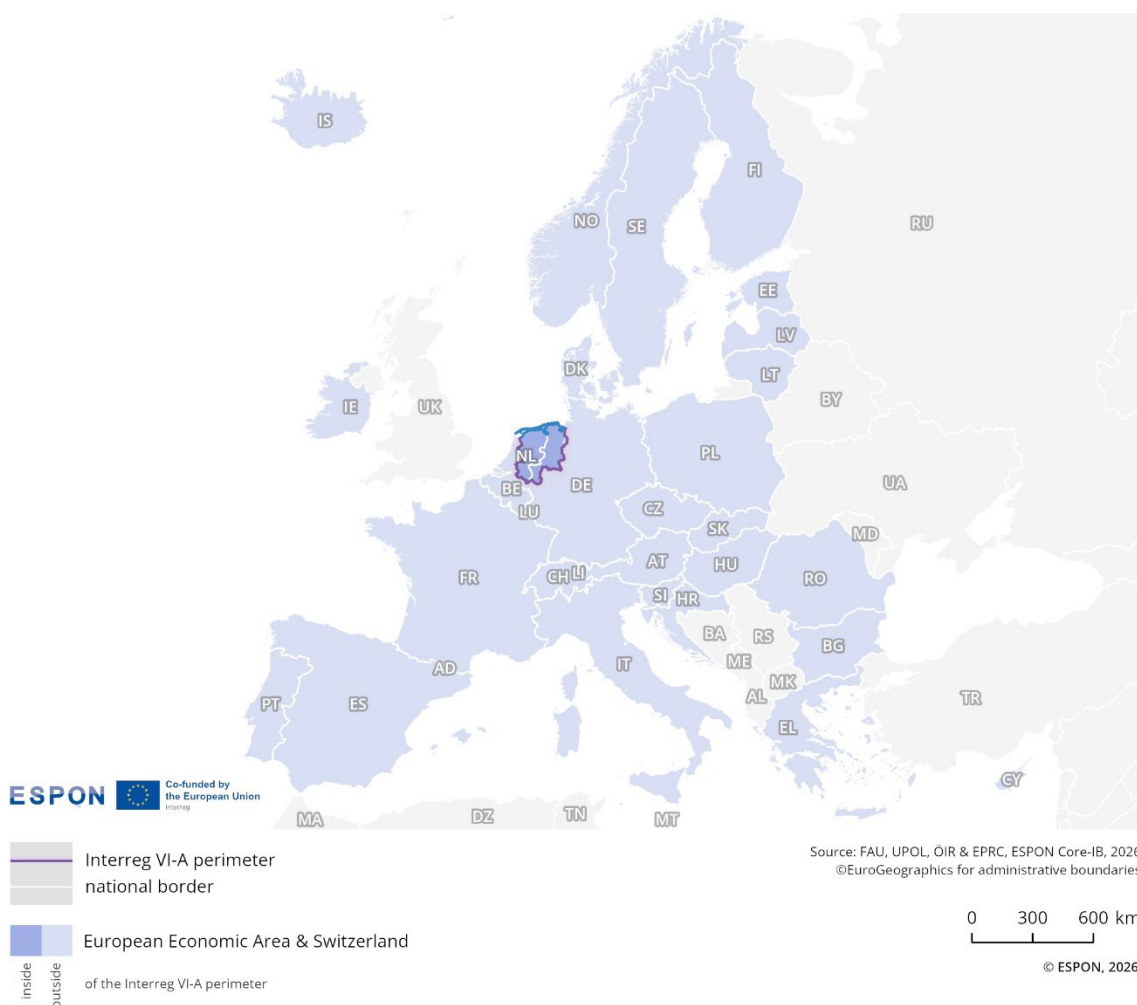 IS
FI
NO
SE
RU
EE
LV
DK
LT
IE
UK
BY
NL
PL
BE
DE
UA
LU
CZ
SK
MD
AT
HU
FR
CH
LI
RO
SI
HR
BA
RS
BG
IT
ME
AD
MK
AL
PT
ES
TR
EL
CY
ESPON
Co-funded by
the European Union
Interreg
MA
DZ
TN
MT
Interreg VI-A perimeter
national border
European Economic Area & Switzerland
inside
outside
of the Interreg VI-A perimeter
Source: FAU, UPOL, ÖIR & EPRC, ESPON Core-IB, 2026
©EuroGeographics for administrative boundaries
0 300 600 km
© ESPON, 2026